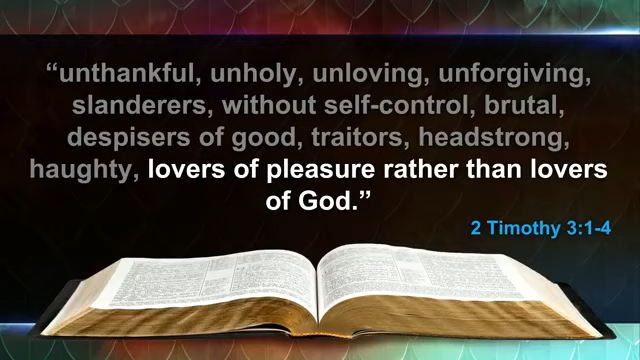 “unthankful, unholy, unloving, unforgiving,
slanderers, without self-control, brutal,
despisers of good, traitors, headstrong,
haughty, lovers of pleasure rather than lovers
of God.”
2 Timothy 3:1-4